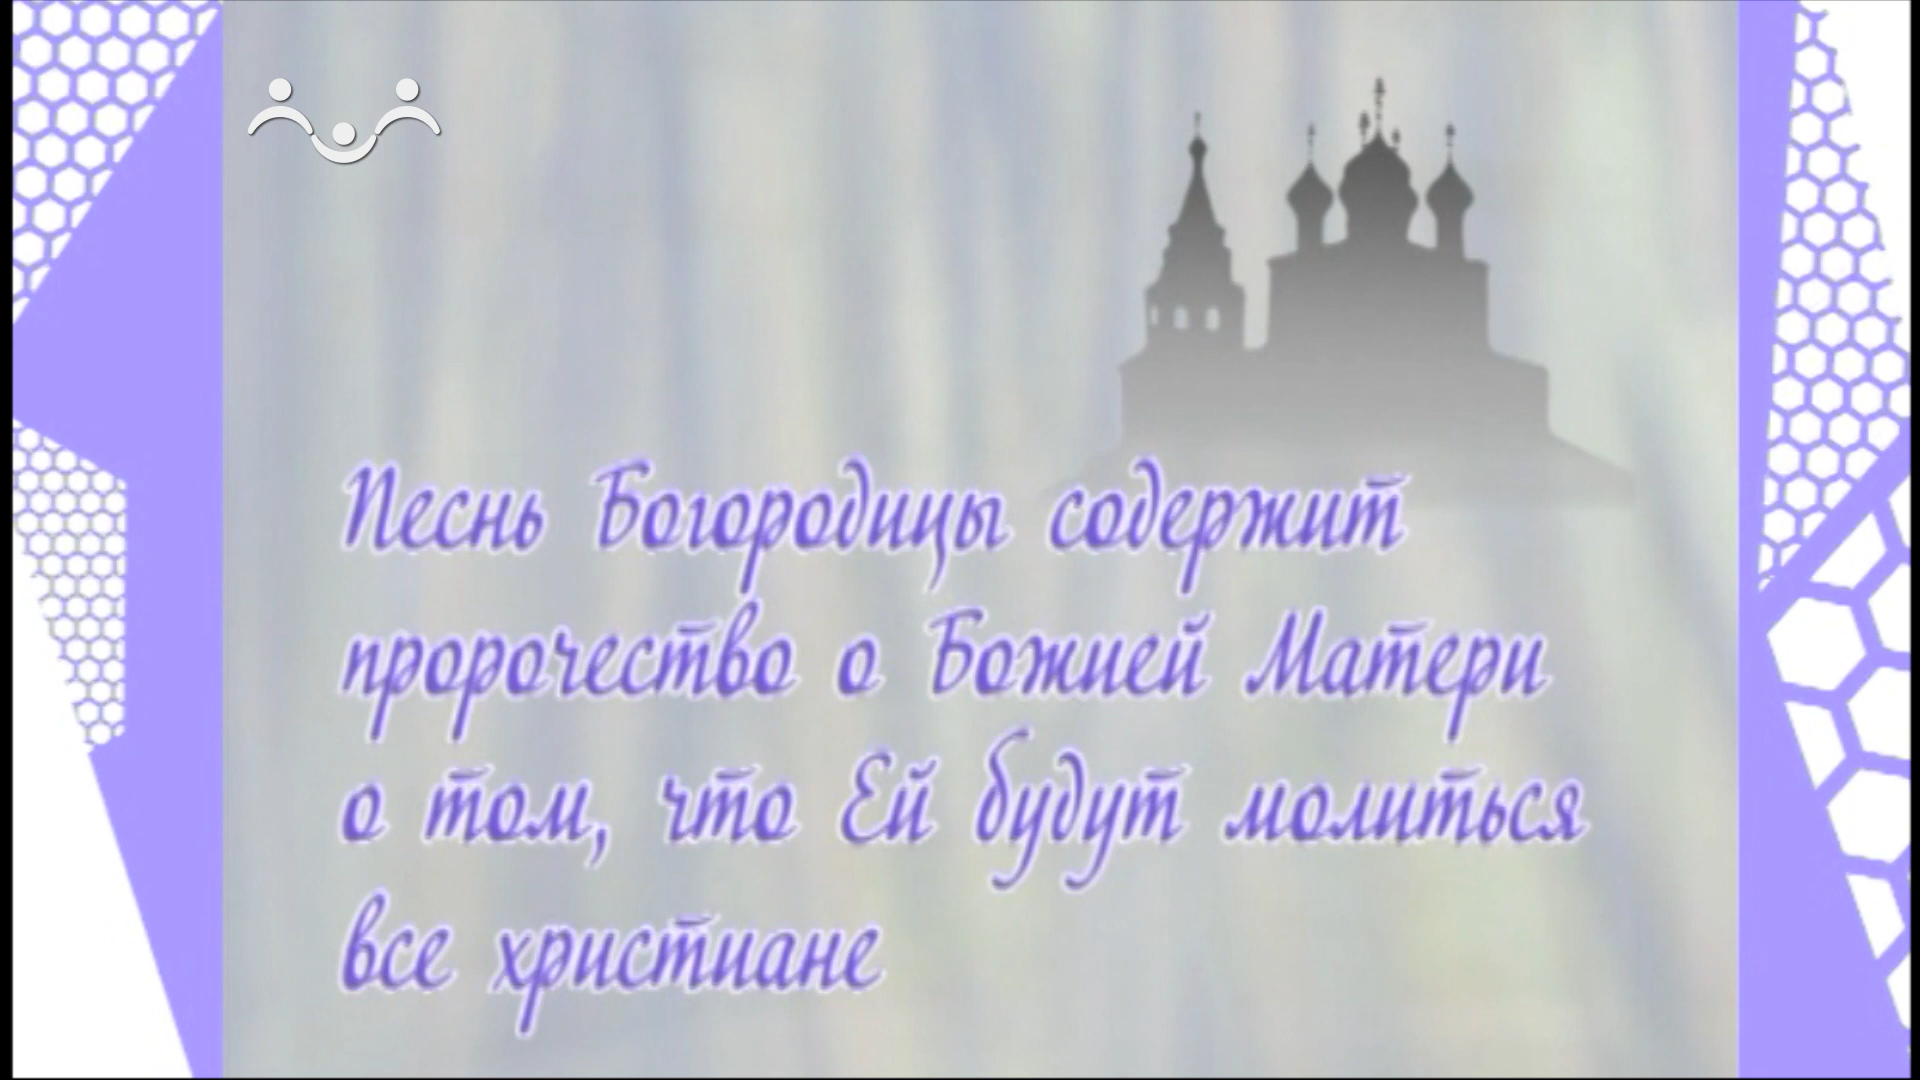 Песнь Богородицы содержит
пророчество о Божией Матери
о том, что Ей будут молиться
все христиане